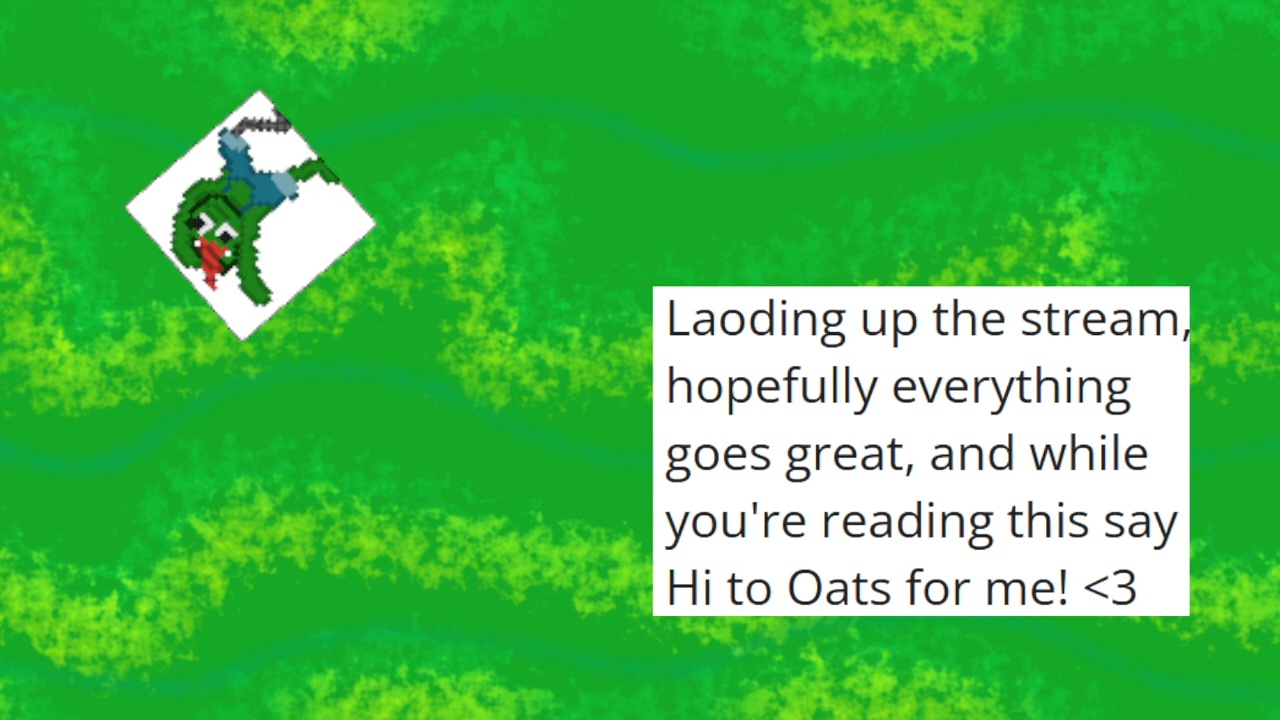 Laoding up the stream,
hopefully everything
goes great, and while
you're reading this say
Hi to Oats for me! <3